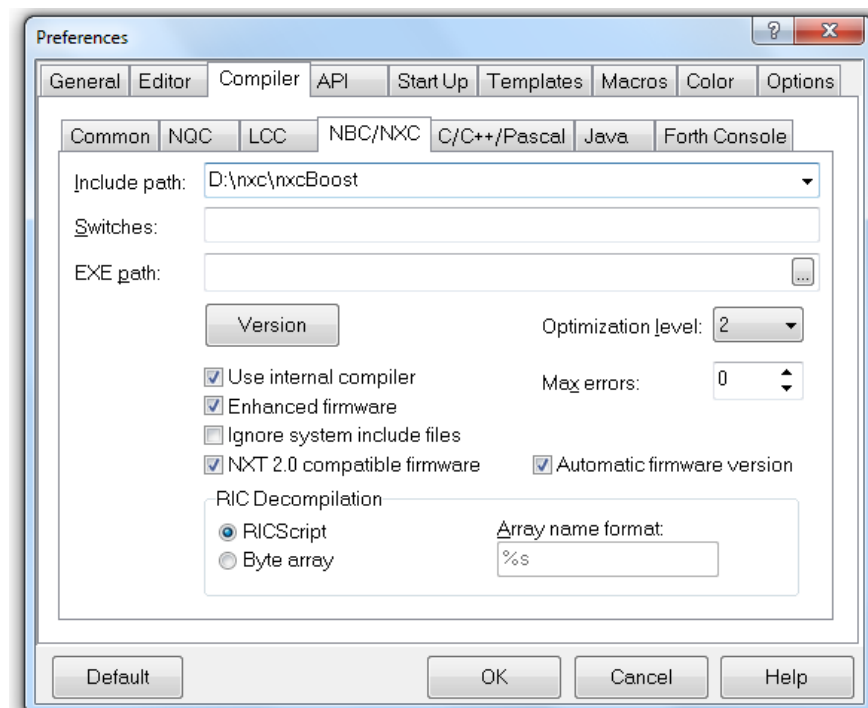 Preferences
General Editor Compiler API Start Up Templates Macros Color Options
Common NQC LCC NBC/NXC C/C++/Pascal Java Forth Console
Include path: D:\nxc\nxcBoost
Switches:
EXE path: ...
Version Optimization level: 2
Use internal compiler Max errors: 0
Enhanced firmware
Ignore system include files
NXT 2.0 compatible firmware Automatic firmware version
RIC Decompilation
RICScript Array name format:
Byte array %s
Default OK Cancel Help